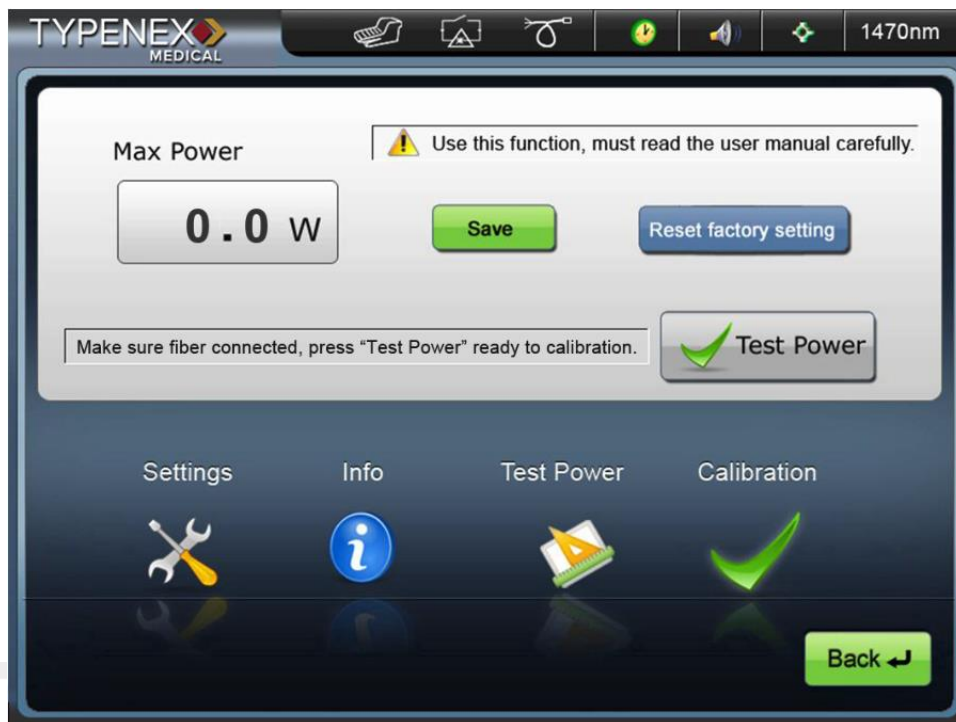 TYPENEX
MEDICAL
1470nm
Max Power
Use this function, must read the user manual carefully.
0.0 W
Save
Reset factory setting
Make sure fiber connected, press “Test Power” ready to calibration.
Test Power
Settings
Info
Test Power
Calibration
Back